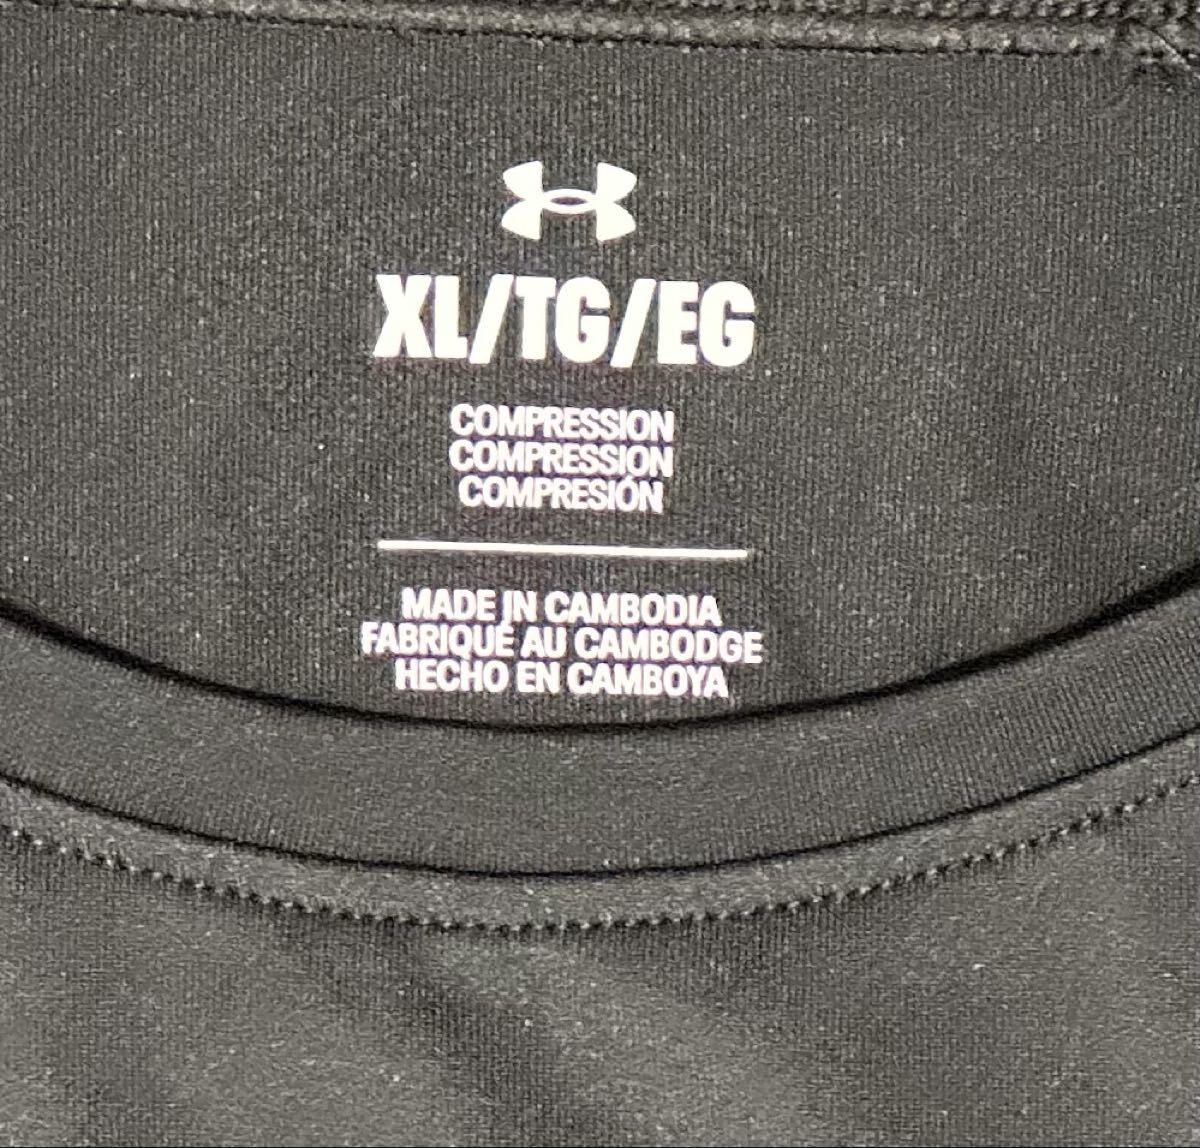 XL/TG/EG
COMPRESSION
COMPRESSION
COMPRESIÓN
MADE IN CAMBODIA
FABRIQUÉ AU CAMBODGE
HECHO EN CAMBOYA